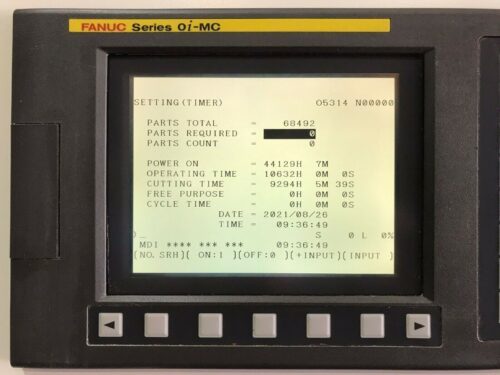 FANUC Series 0i-MC
SETTING(TIMER) O5314 N00000
PARTS TOTAL = 68492
PARTS REQUIRED = 0
PARTS COUNT = 0
POWER ON = 44129H 7M
OPERATING TIME = 10632H 0M 0S
CUTTING TIME = 9294H 5M 39S
FREE PURPOSE = 0H 0M 0S
CYCLE TIME = 0H 0M 0S
DATE = 2021/08/26
TIME = 09:36:49
)_ S 0 L 0%
MDI **** *** *** 09:36:49
(NO.SRH)( ON:1 )(OFF:0 )(+INPUT)(INPUT )